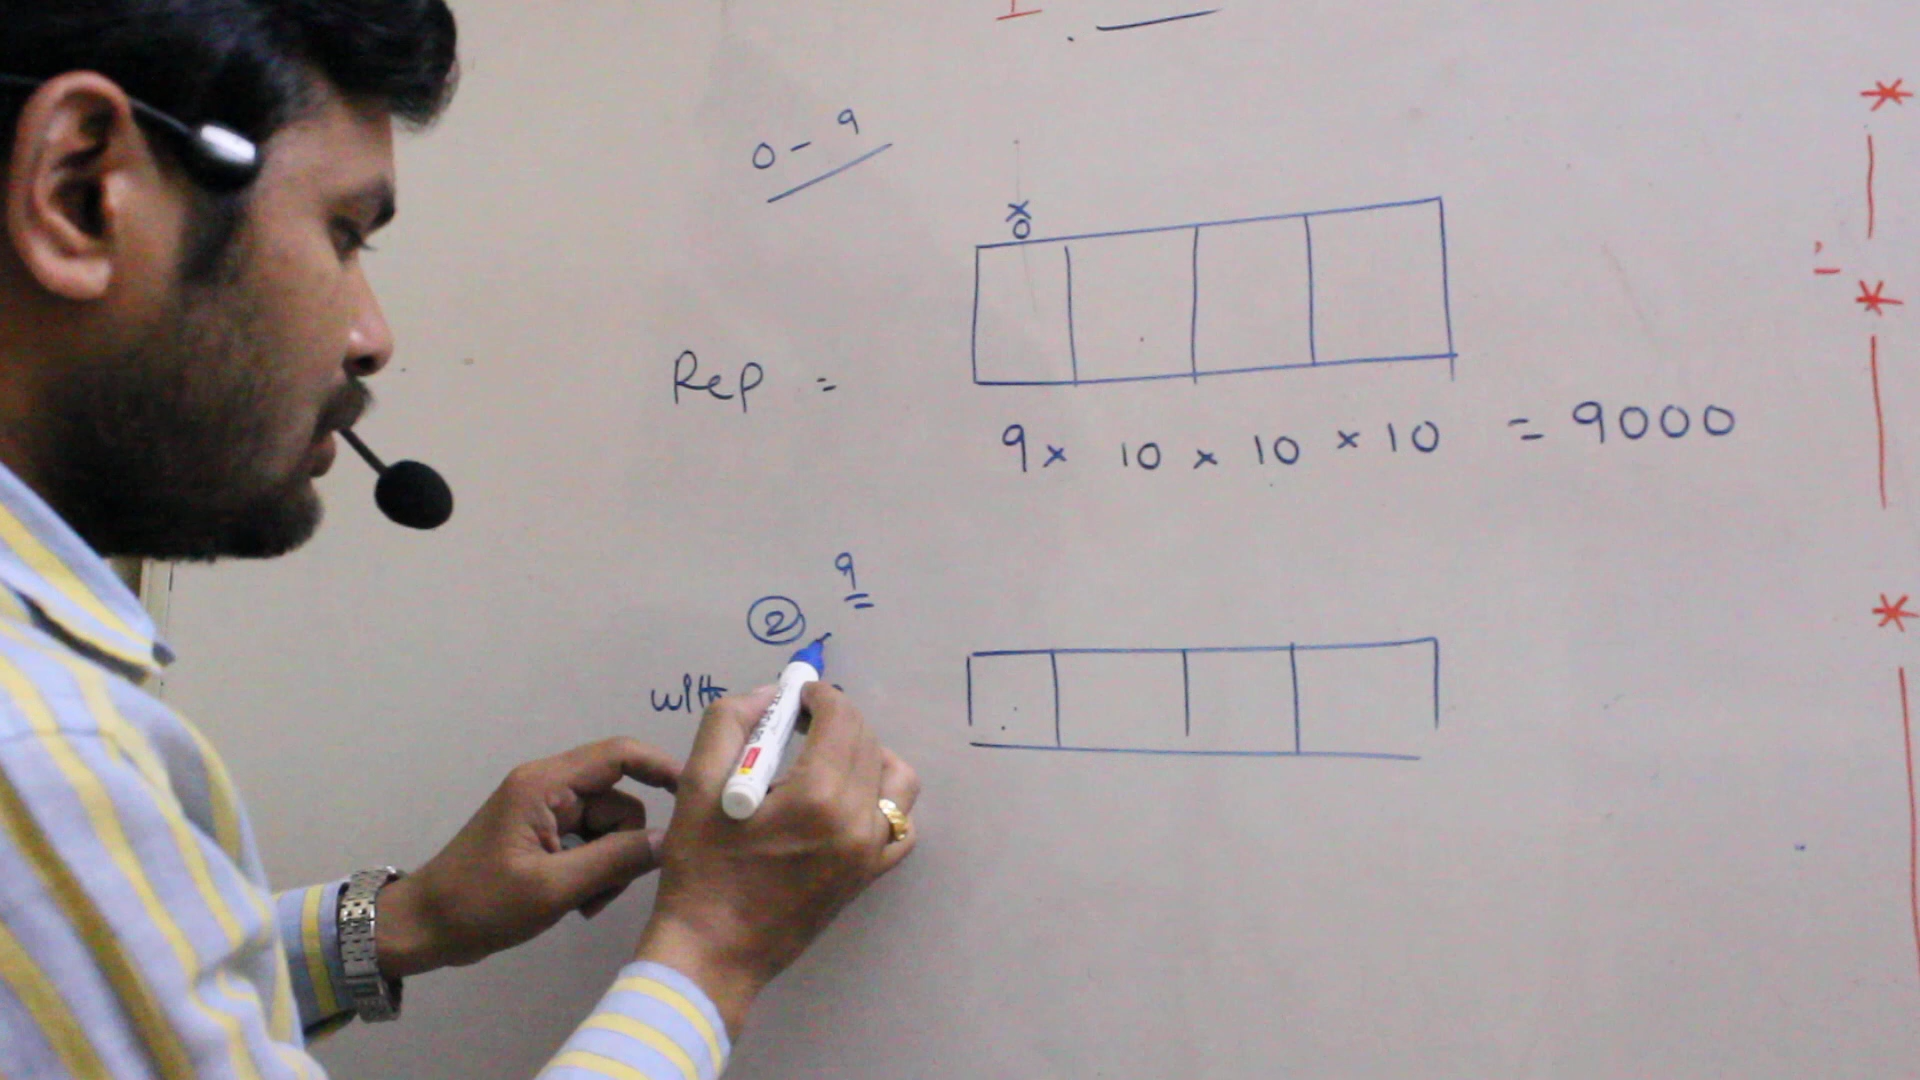 0 - 9
x
0
Rep =
9 x 10 x 10 x 10 = 9000
9
2
with